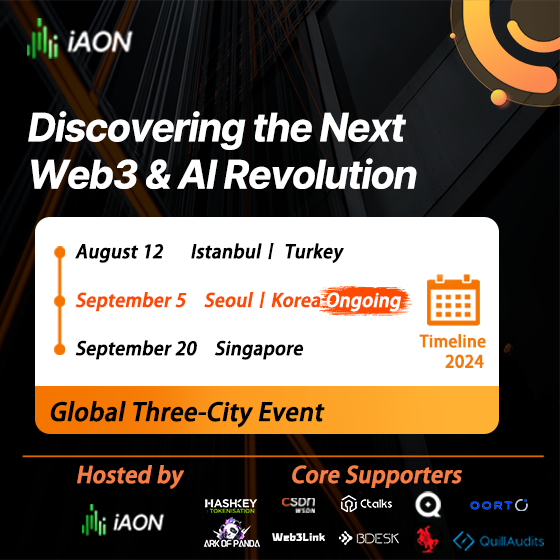 iAON
Discovering the Next
Web3 & AI Revolution
August 12 Istanbul | Turkey
September 5 Seoul | Korea Ongoing
September 20 Singapore
Timeline
2024
Global Three-City Event
Hosted by Core Supporters
iAON
HASHKEY
TOKENISATION
CSDN
WSDN
Ctalks
OORT
ARK OF PANDA
Web3Link
BDESK
QuillAudits